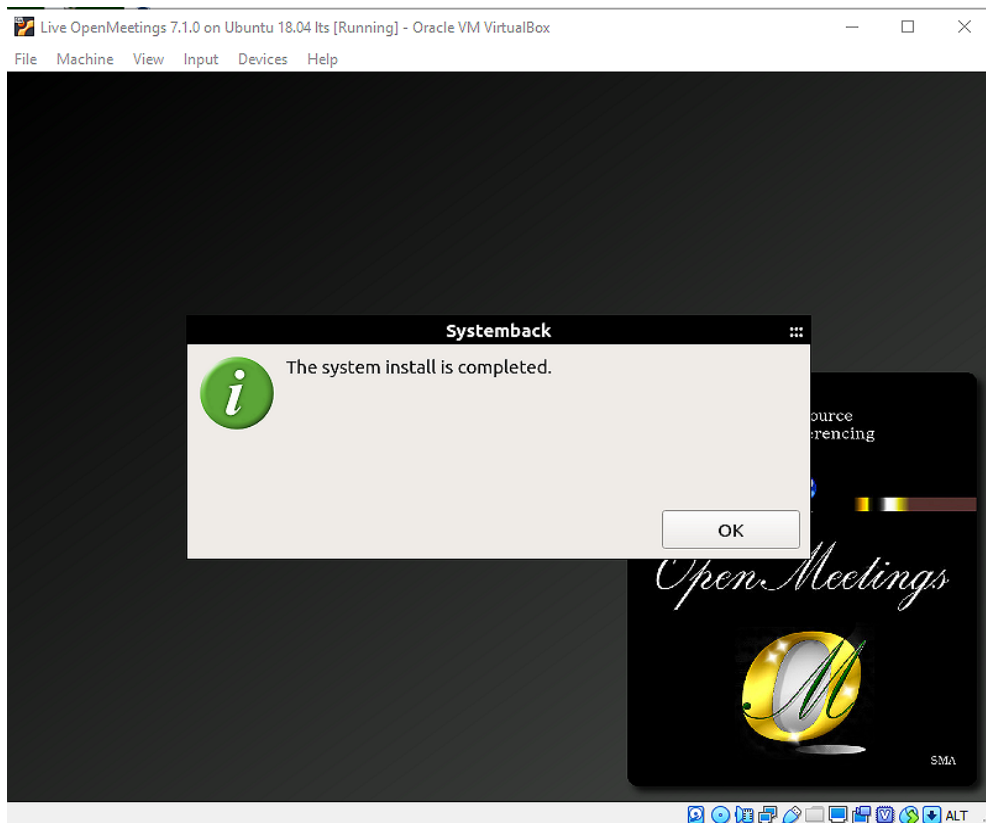 Live OpenMeetings 7.1.0 on Ubuntu 18.04 lts [Running] - Oracle VM VirtualBox
File Machine View Input Devices Help
Systemback
The system install is completed.
OK
ource
rencing
OpenMeetings
SMA
ALT